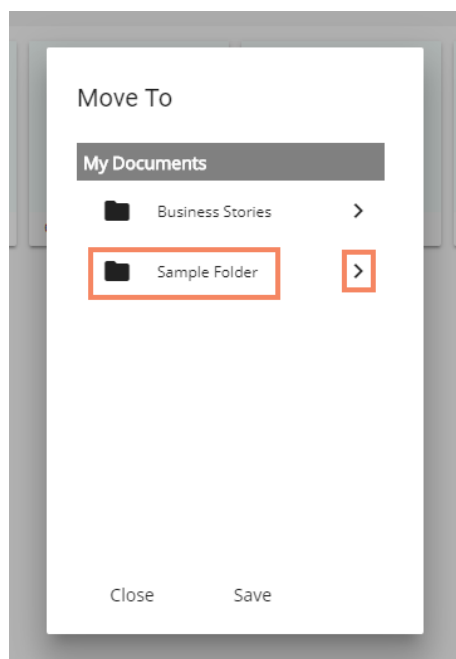 Move To
My Documents
Business Stories
Sample Folder
Close Save